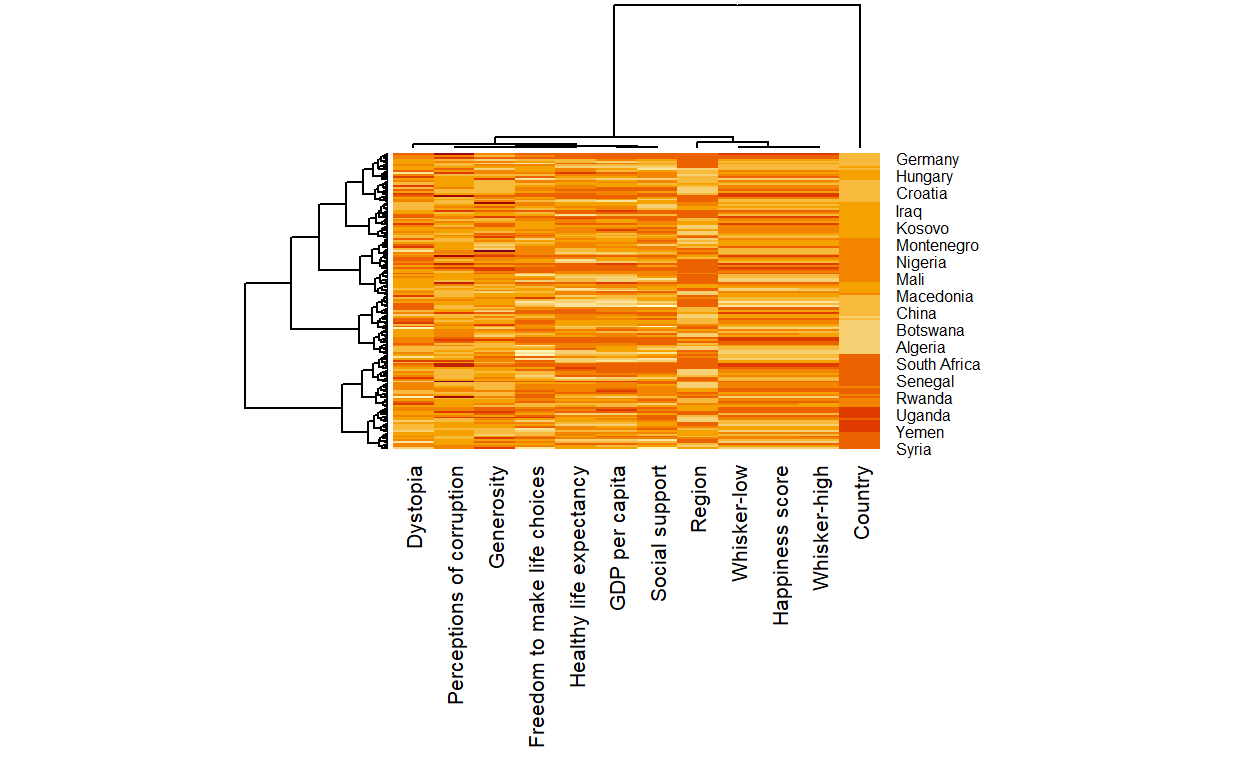 Germany
Hungary
Croatia
Iraq
Kosovo
Montenegro
Nigeria
Mali
Macedonia
China
Botswana
Algeria
South Africa
Senegal
Rwanda
Uganda
Yemen
Syria
Dystopia
Perceptions of corruption
Generosity
Freedom to make life choices
Healthy life expectancy
GDP per capita
Social support
Region
Whisker-low
Happiness score
Whisker-high
Country